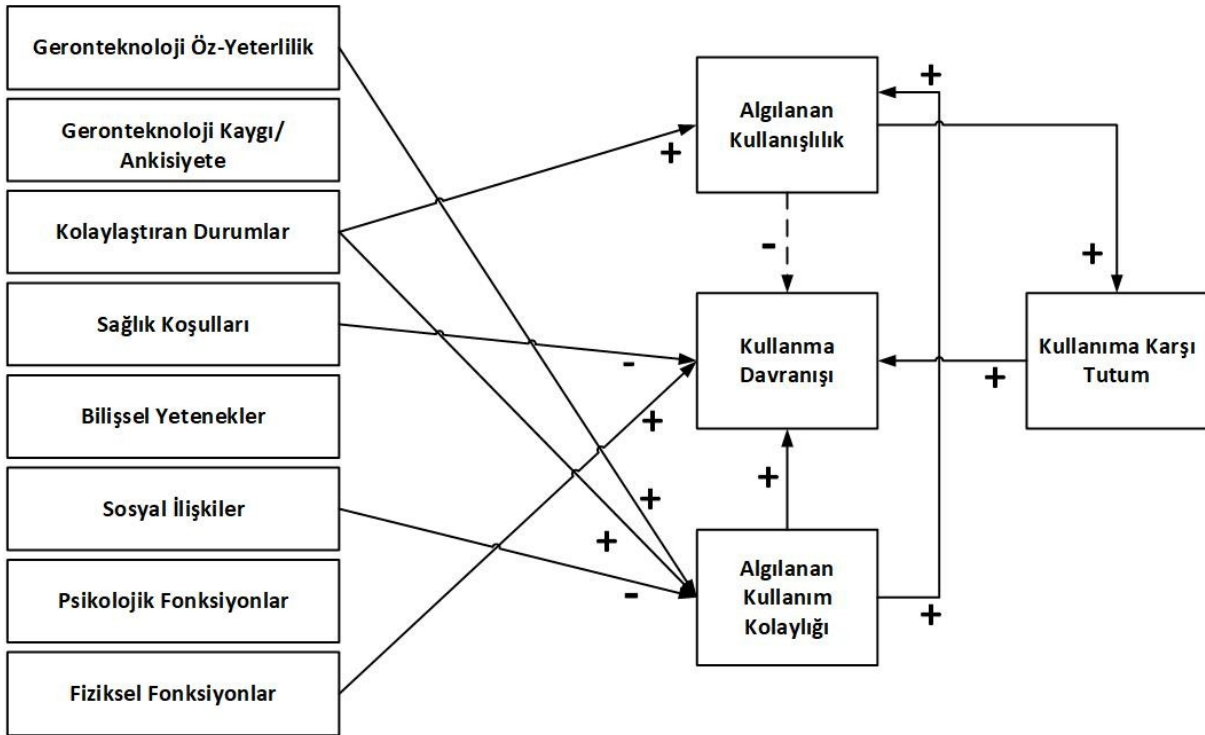 Geronteknoloji Öz-Yeterlilik
Geronteknoloji Kaygı/
Ankisiyete
Kolaylaştıran Durumlar
Sağlık Koşulları
Bilişsel Yetenekler
Sosyal İlişkiler
Psikolojik Fonksiyonlar
Fiziksel Fonksiyonlar
Algılanan
Kullanışlılık
Kullanma
Davranışı
Algılanan
Kullanım
Kolaylığı
Kullanıma Karşı
Tutum
+
+
-
+
-
+
+
+
+
+
-
+